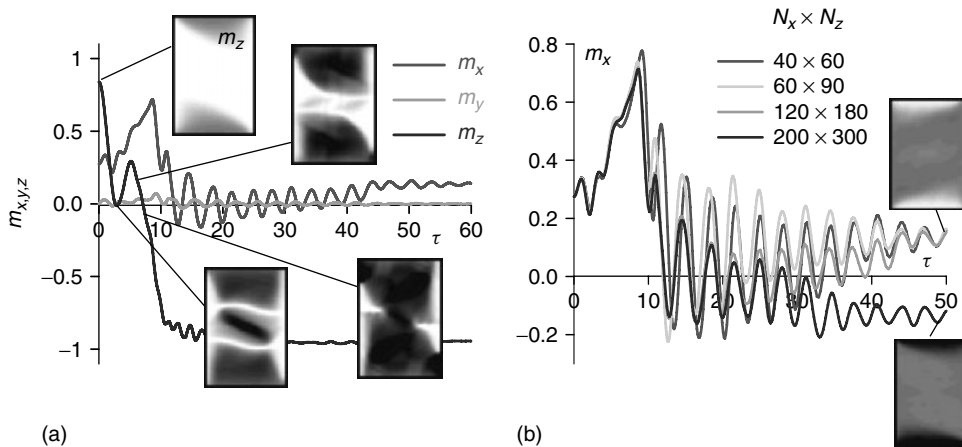 m_z
m_x
m_y
m_z
m_{x,y,z}
1
0.5
0.0
−0.5
−1
0
10
20
30
40
50
60
τ
(a)
m_x
N_x × N_z
40 × 60
60 × 90
120 × 180
200 × 300
0.8
0.6
0.4
0.2
0.0
−0.2
0
10
20
30
40
50
τ
(b)